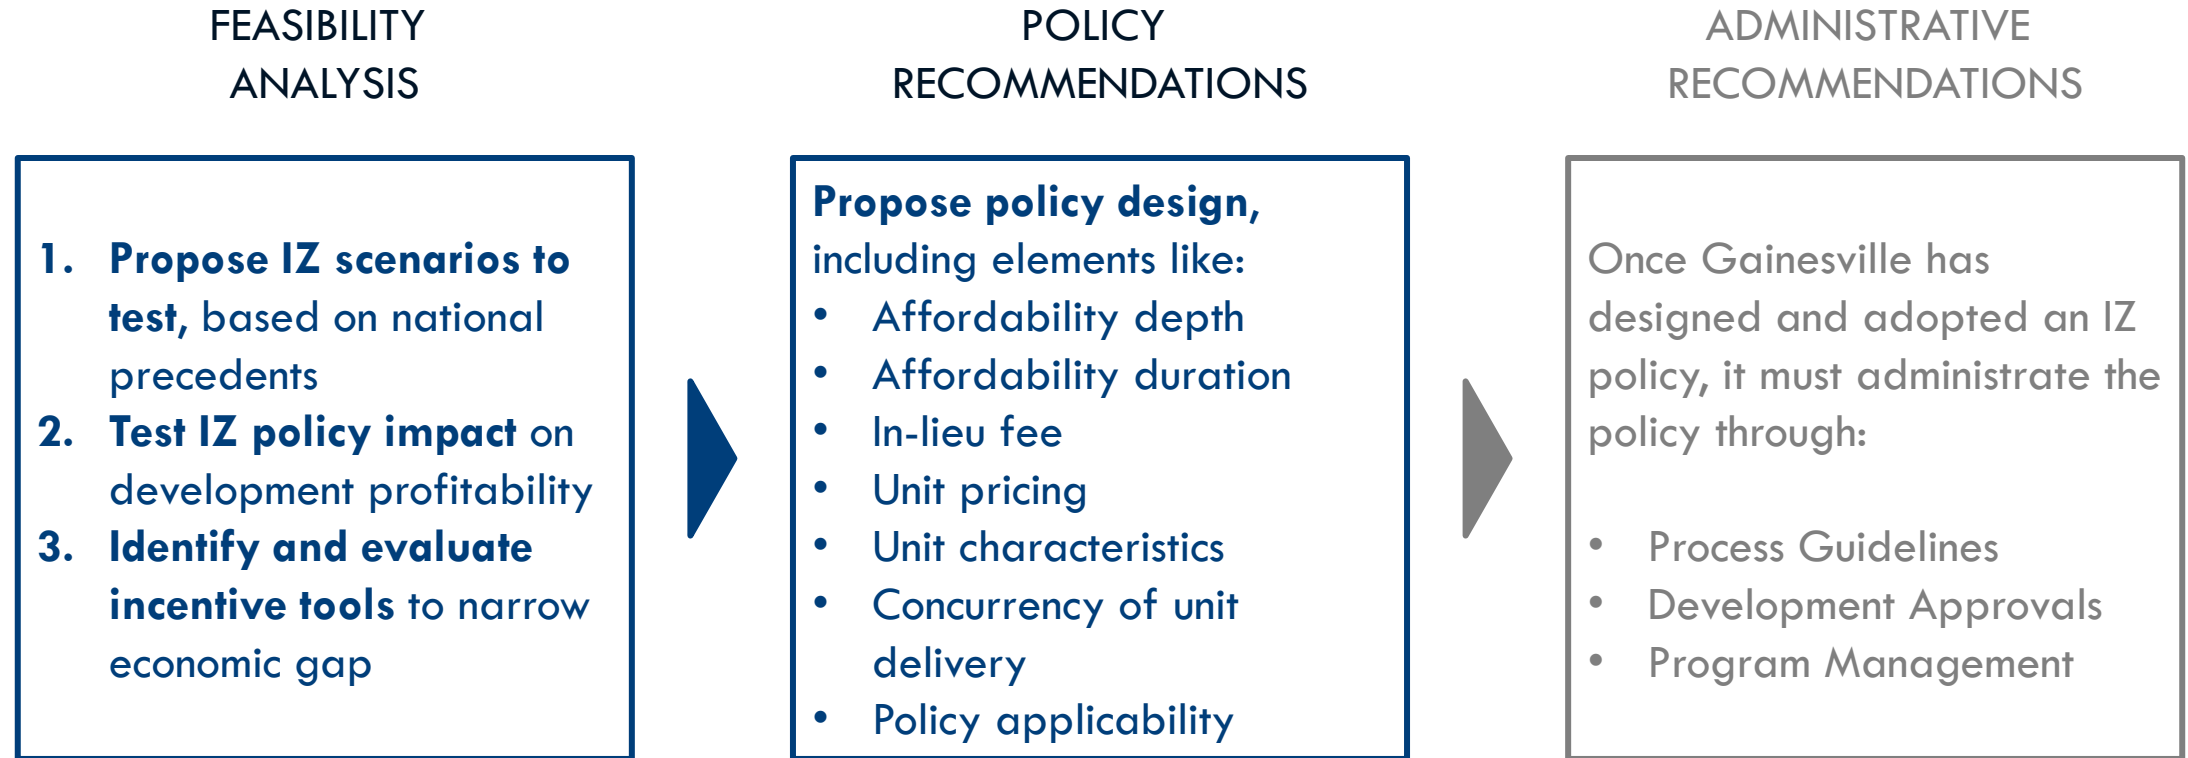 FEASIBILITY
ANALYSIS
1. Propose IZ scenarios to
test, based on national
precedents
2. Test IZ policy impact on
development profitability
3. Identify and evaluate
incentive tools to narrow
economic gap
POLICY
RECOMMENDATIONS
Propose policy design,
including elements like:
• Affordability depth
• Affordability duration
• In-lieu fee
• Unit pricing
• Unit characteristics
• Concurrency of unit
delivery
• Policy applicability
ADMINISTRATIVE
RECOMMENDATIONS
Once Gainesville has
designed and adopted an IZ
policy, it must administrate the
policy through:
• Process Guidelines
• Development Approvals
• Program Management